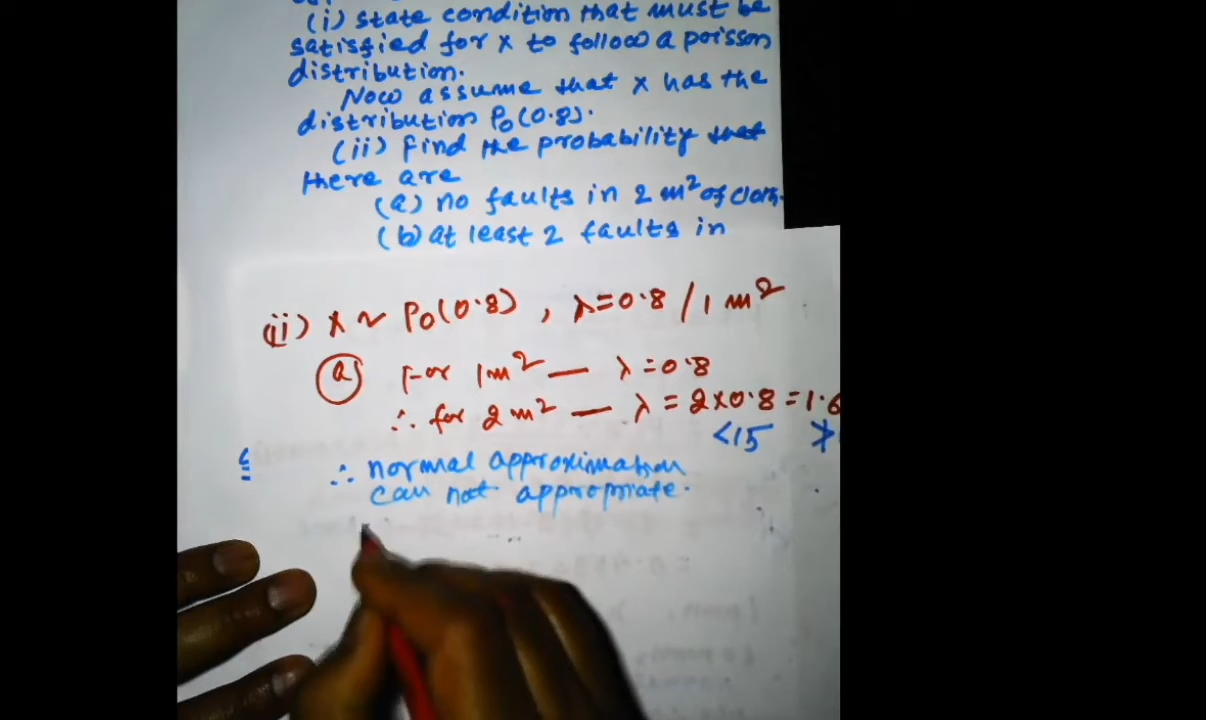 (i) state condition that must be
satisfied for x to follow a poisson
distribution.
Now assume that x has the
distribution Po(0.8).
(ii) Find the probability that
there are
(a) no faults in 2 m² of cloth.
(b) at least 2 faults in
(ii) X ~ Po(0.8), λ=0.8 / 1 m²
(a) For 1m² — λ=0.8
∴ for 2 m² — λ = 2×0.8 = 1.6
<15 >
∴ normal approximation
can not appropriate.